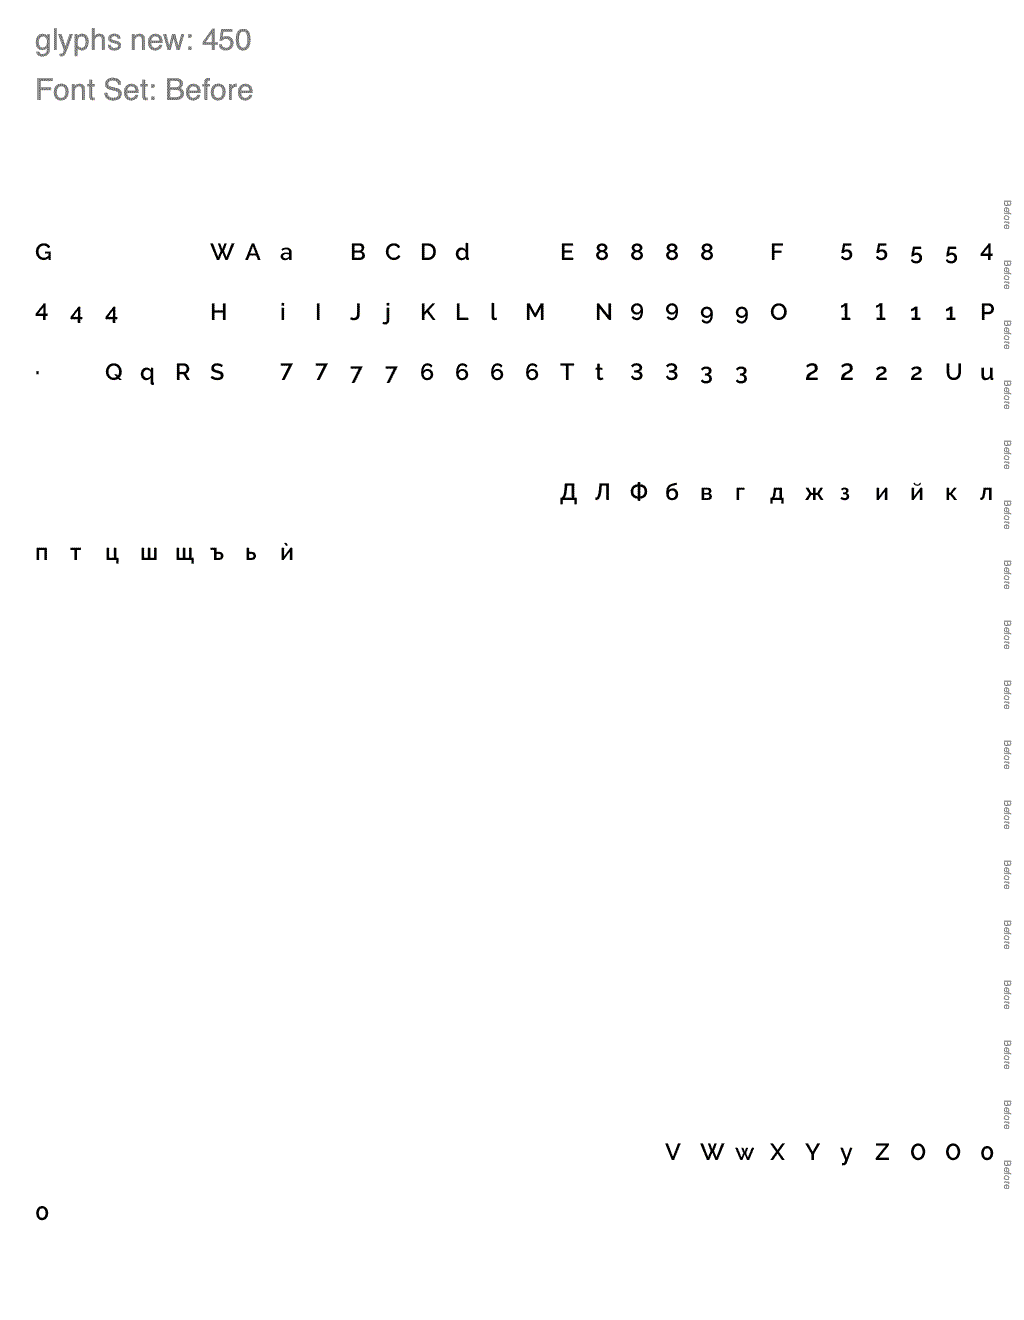 glyphs new: 450
Font Set: Before
Before
G W A a B C D d E 8 8 8 8 F 5 5 5 5 4
Before
4 4 4 H i I J j K L l M N 9 9 9 9 O 1 1 1 1 P
Before
· Q q R S 7 7 7 7 6 6 6 6 T t 3 3 3 3 2 2 2 2 U u
Before
Before
Д Л Ф б в г д ж з и й к л
Before
п т ц ш щ ъ ь ѝ
Before
Before
Before
Before
Before
Before
Before
Before
Before
Before
V W w X Y y Z 0 0 0
Before
0